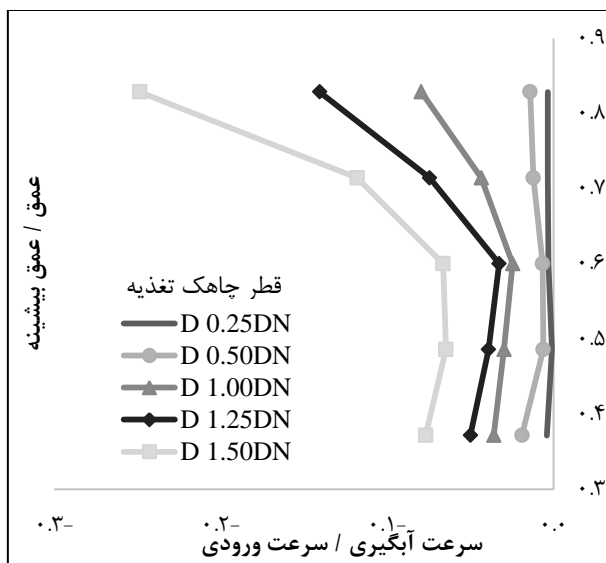 ۰.۹
۰.۸
۰.۷
۰.۶
۰.۵
۰.۴
۰.۳
عمق / عمق بیشینه
قطر چاهک تغذیه
D 0.25DN
D 0.50DN
D 1.00DN
D 1.25DN
D 1.50DN
-۰.۳ -۰.۲ -۰.۱ ۰.۰
سرعت آبگیری / سرعت ورودی